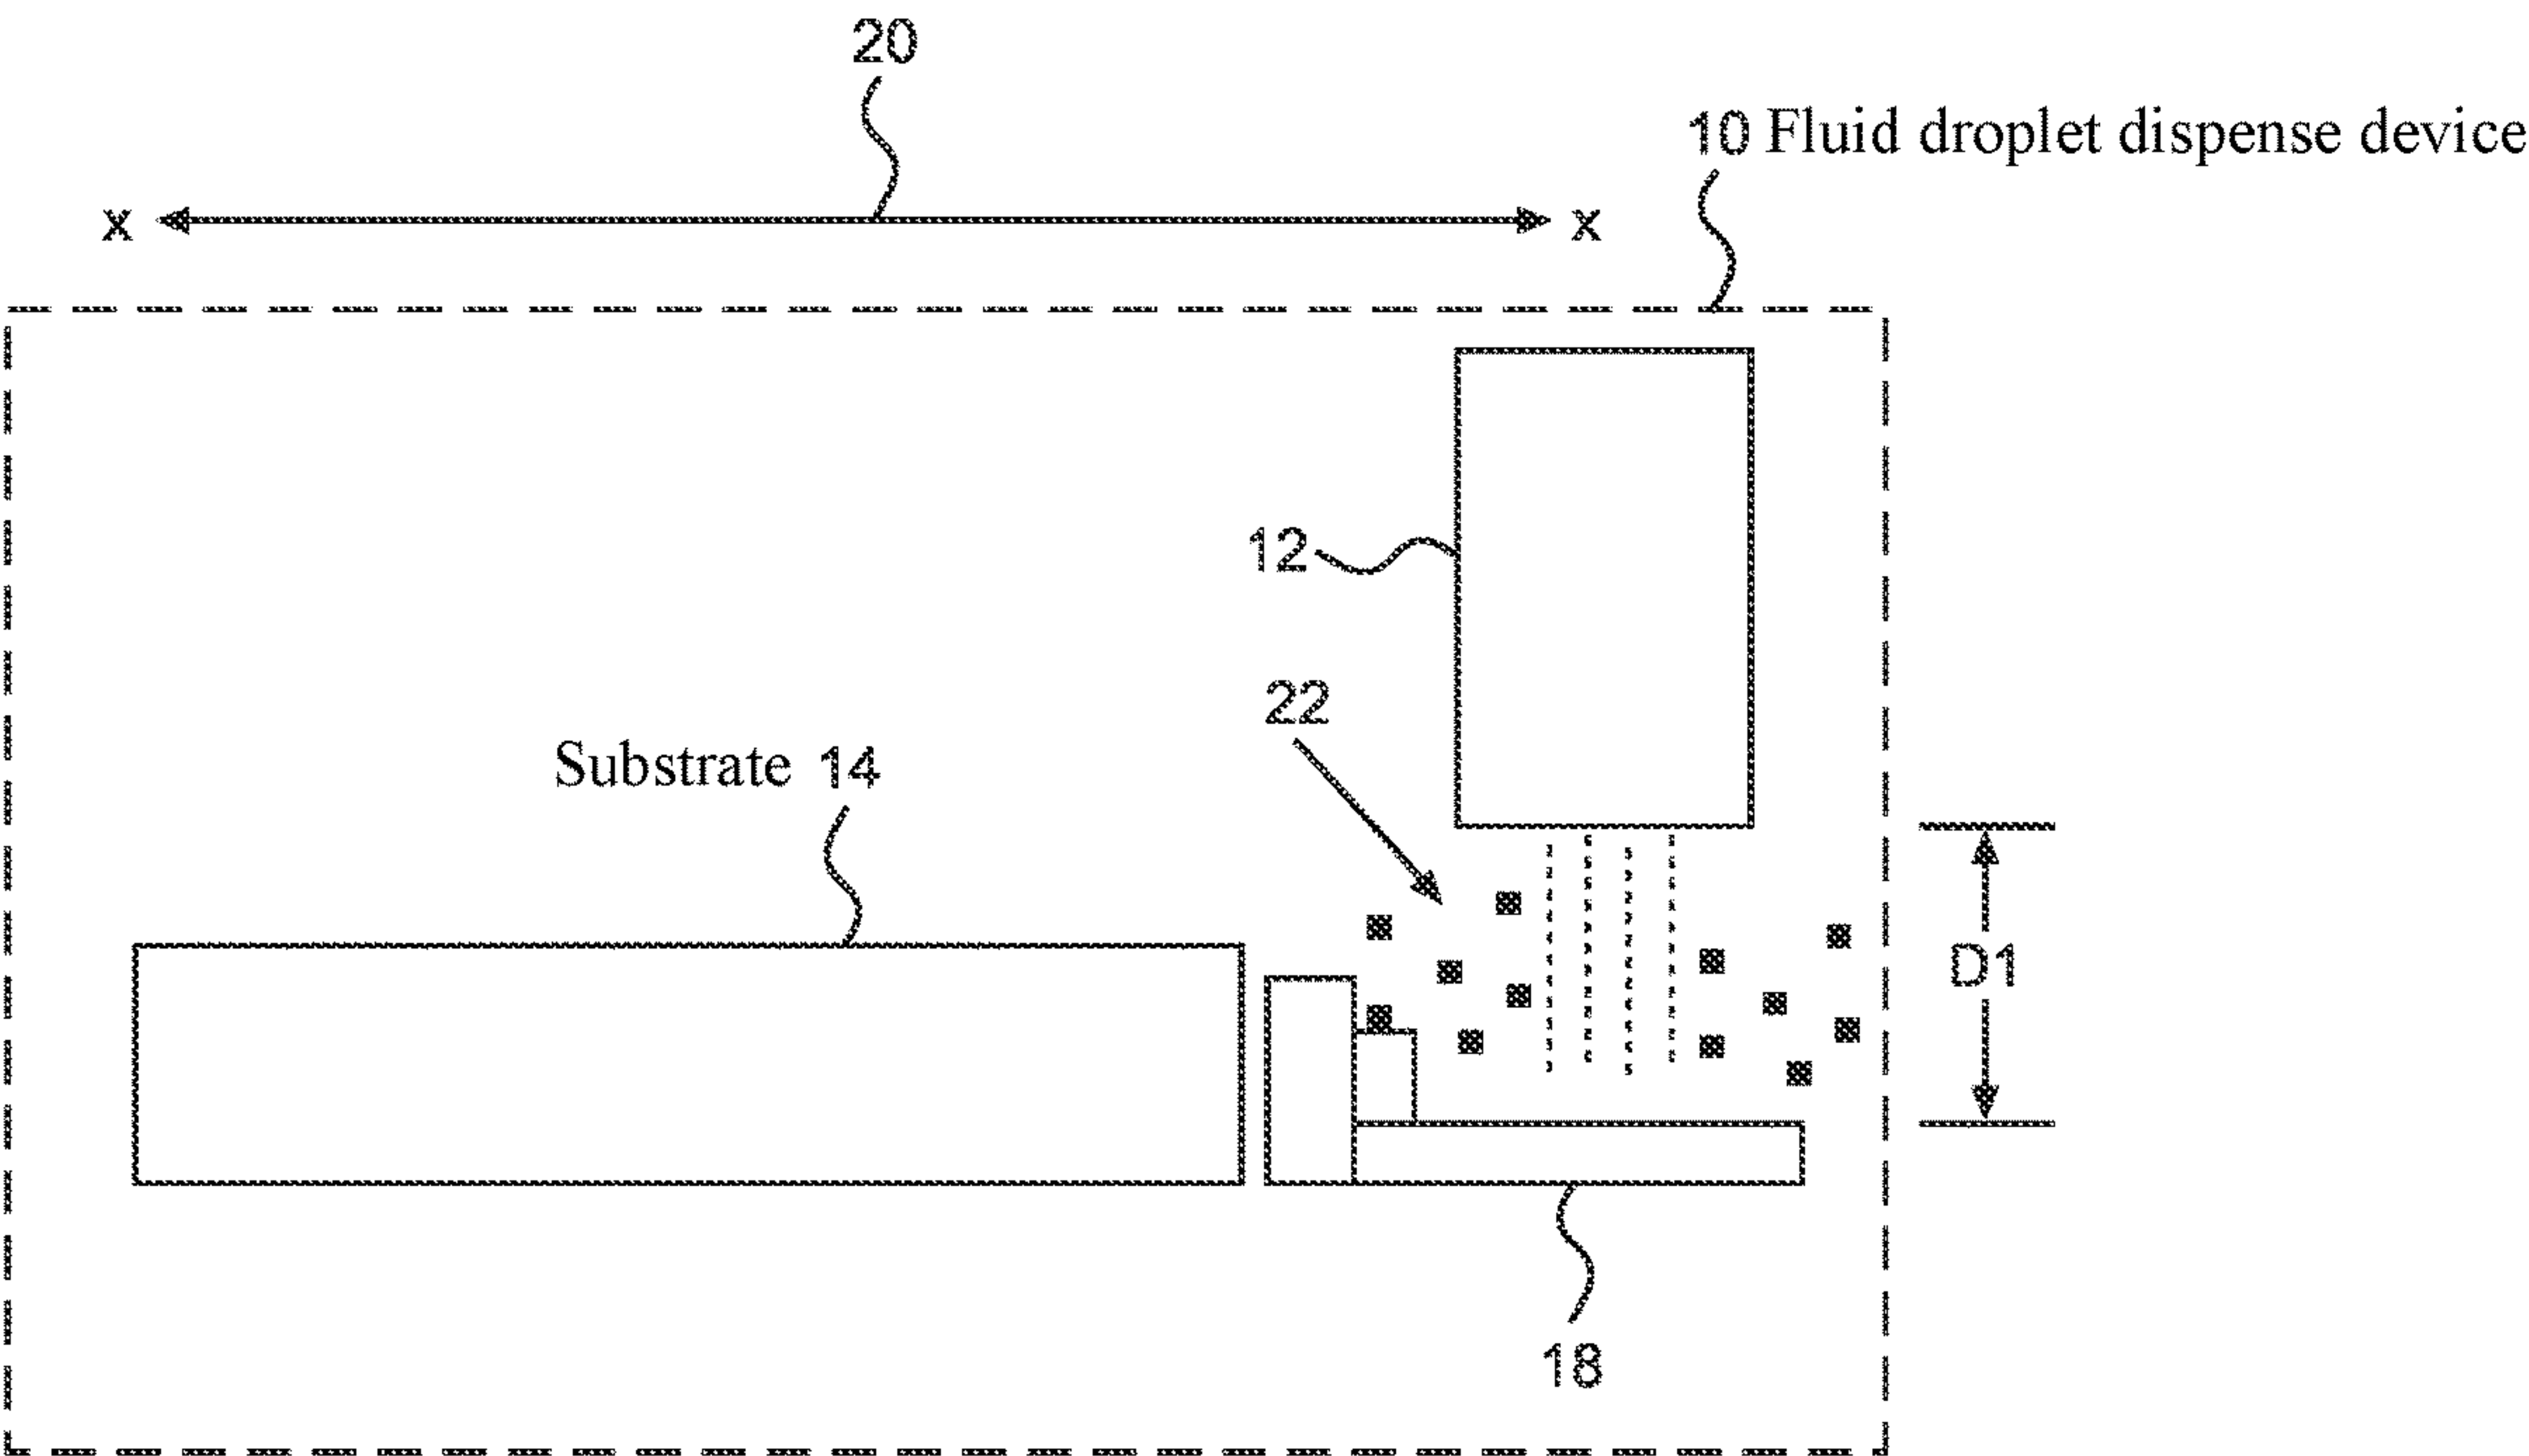 20
10 Fluid droplet dispense device
X X
12
22
Substrate 14
D1
18